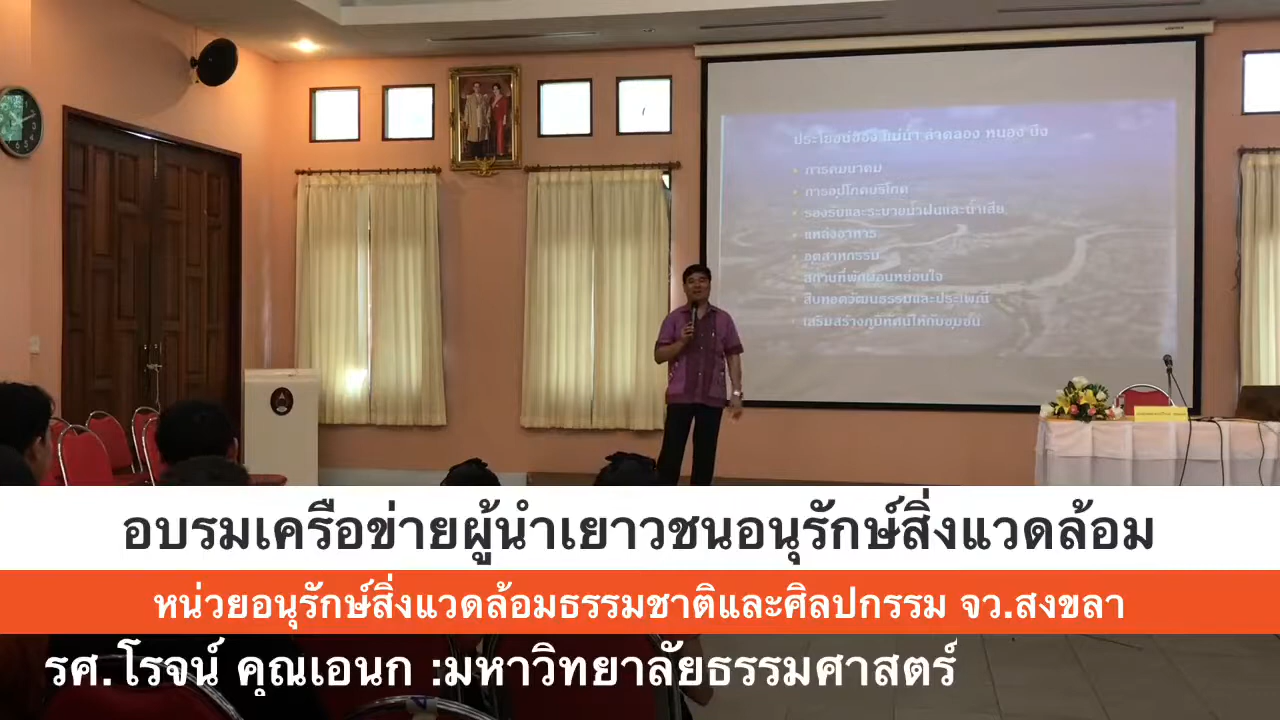 ประโยชน์ของ แม่น้ำ ลำคลอง หนอง บึง
การคมนาคม
การอุปโภคบริโภค
รองรับและระบายน้ำฝนและน้ำเสีย
แหล่งอาหาร
อุตสาหกรรม
สถานที่พักผ่อนหย่อนใจ
สืบทอดวัฒนธรรมและประเพณี
เสริมสร้างภูมิทัศน์ให้กับชุมชน
อบรมเครือข่ายผู้นำเยาวชนอนุรักษ์สิ่งแวดล้อม
หน่วยอนุรักษ์สิ่งแวดล้อมธรรมชาติและศิลปกรรม จว.สงขลา
รศ.โรจน์ คุณเอนก :มหาวิทยาลัยธรรมศาสตร์